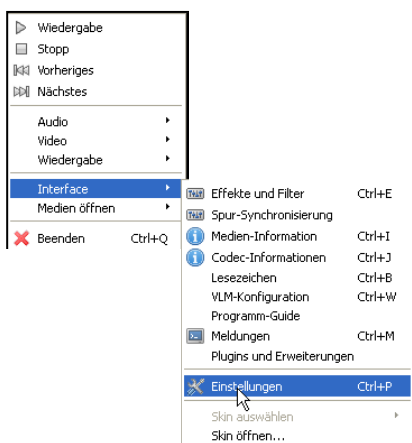 Wiedergabe
Stopp
Vorheriges
Nächstes
Audio
Video
Wiedergabe
Interface
Medien öffnen
Beenden Ctrl+Q
Effekte und Filter Ctrl+E
Spur-Synchronisierung
Medien-Information Ctrl+I
Codec-Informationen Ctrl+J
Lesezeichen Ctrl+B
VLM-Konfiguration Ctrl+W
Programm-Guide
Meldungen Ctrl+M
Plugins und Erweiterungen
Einstellungen Ctrl+P
Skin auswählen
Skin öffnen...